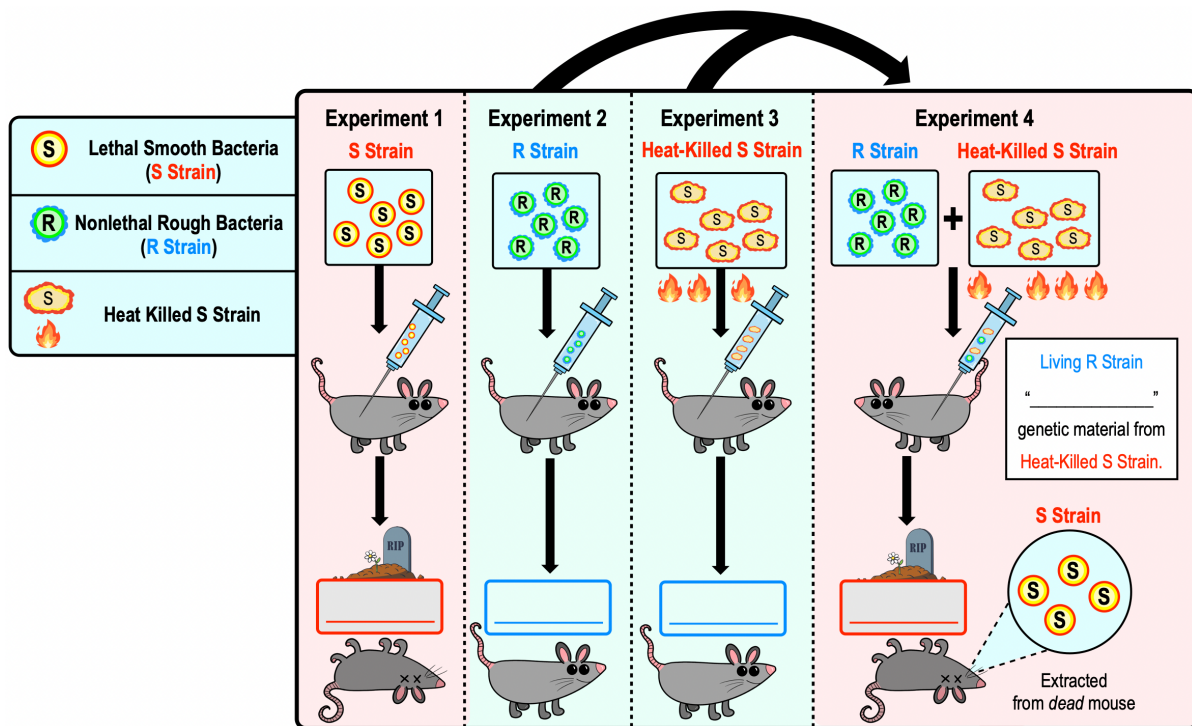 S
Lethal Smooth Bacteria
(S Strain)
R
Nonlethal Rough Bacteria
(R Strain)
S
Heat Killed S Strain
Experiment 1
S Strain
S
S
S
S
S
S
RIP
Experiment 2
R Strain
R
R
R
R
R
R
Experiment 3
Heat-Killed S Strain
S
S
S
S
S
S
Experiment 4
R Strain
R
R
R
R
R
R
+
Heat-Killed S Strain
S
S
S
S
S
S
Living R Strain
“______________”
genetic material from
Heat-Killed S Strain.
RIP
S Strain
S
S
S
S
Extracted
from dead mouse